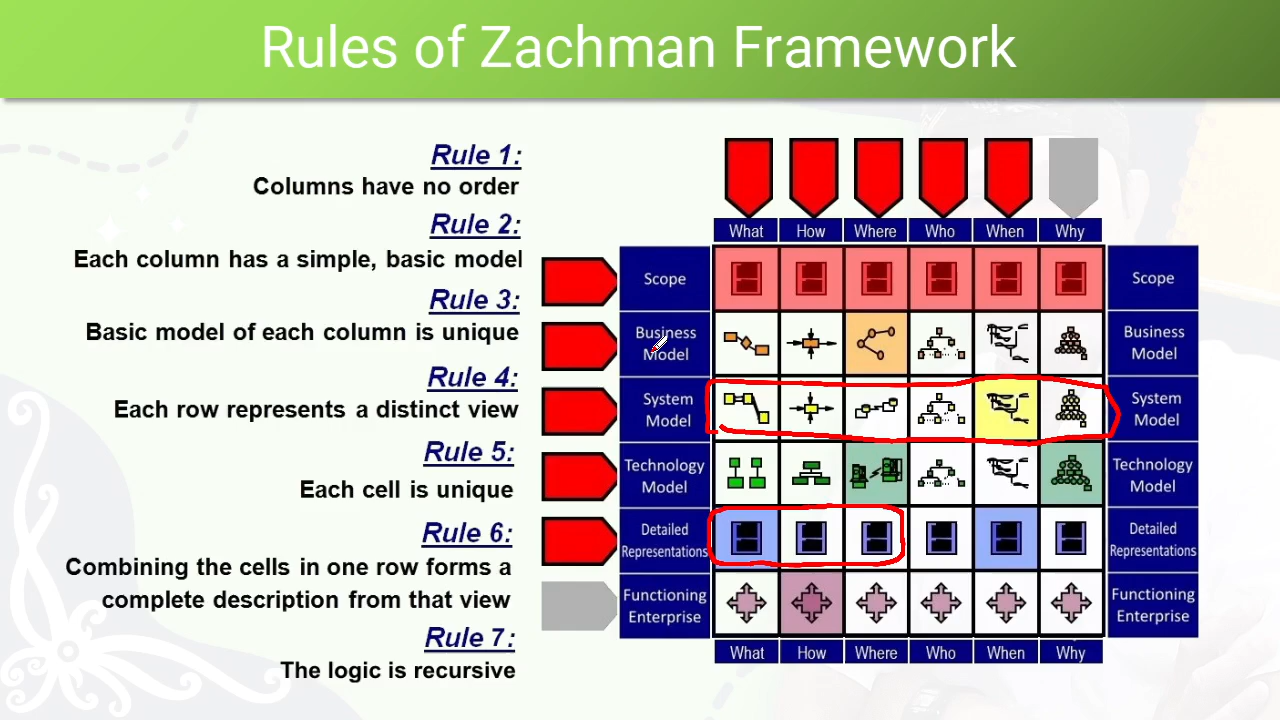 Rules of Zachman Framework
Rule 1:
Columns have no order
Rule 2:
Each column has a simple, basic model
Rule 3:
Basic model of each column is unique
Rule 4:
Each row represents a distinct view
Rule 5:
Each cell is unique
Rule 6:
Combining the cells in one row forms a
complete description from that view
Rule 7:
The logic is recursive
What How Where Who When Why
Scope Scope
Business Business
Model Model
System System
Model Model
Technology Technology
Model Model
Detailed Detailed
Representations Representations
Functioning Functioning
Enterprise Enterprise
What How Where Who When Why